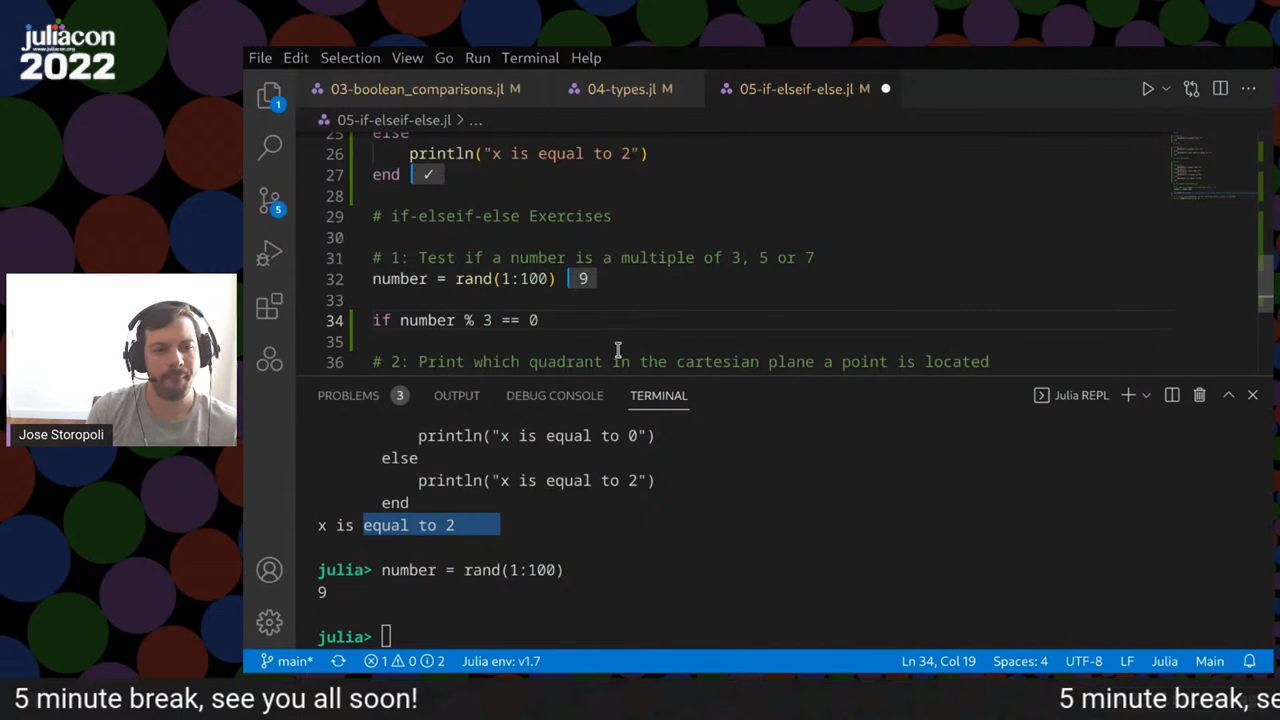 juliacon
www.juliacon.org
2022
File Edit Selection View Go Run Terminal Help
03-boolean_comparisons.jl M 04-types.jl M 05-if-elseif-else.jl M
05-if-elseif-else.jl > ...
25 else
26 println("x is equal to 2")
27 end ✓
28
29 # if-elseif-else Exercises
30
31 # 1: Test if a number is a multiple of 3, 5 or 7
32 number = rand(1:100) 9
33
34 if number % 3 == 0
35
36 # 2: Print which quadrant in the cartesian plane a point is located
1
5
Jose Storopoli
PROBLEMS 3 OUTPUT DEBUG CONSOLE TERMINAL Julia REPL
println("x is equal to 0")
else
println("x is equal to 2")
end
x is equal to 2
julia> number = rand(1:100)
9
julia>
main* 1 0 2 Julia env: v1.7 Ln 34, Col 19 Spaces: 4 UTF-8 LF Julia Main
5 minute break, see you all soon! 5 minute break, se